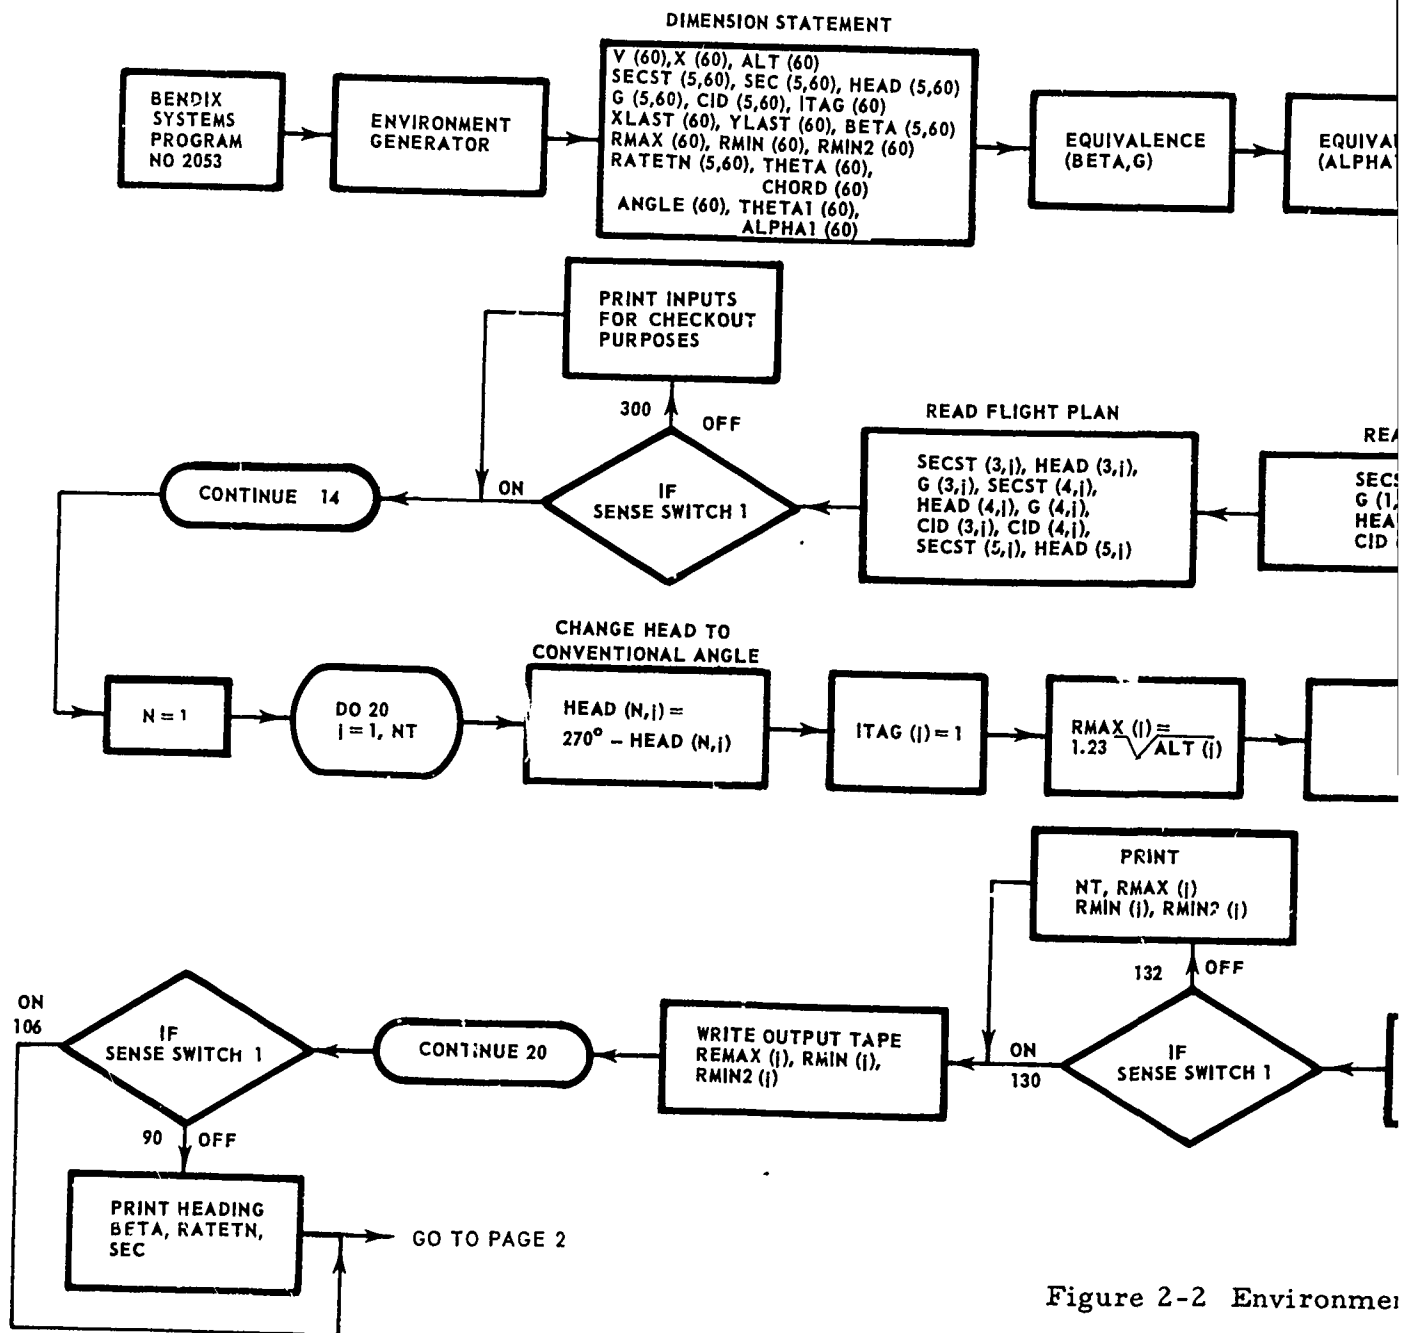 DIMENSION STATEMENT
BENDIX
SYSTEMS
PROGRAM
NO 2053
ENVIRONMENT
GENERATOR
V (60), X (60), ALT (60)
SECST (5,60), SEC (5,60), HEAD (5,60)
G (5,60), CID (5,60), ITAG (60)
XLAST (60), YLAST (60), BETA (5,60)
RMAX (60), RMIN (60), RMIN2 (60)
RATETN (5,60), THETA (60),
CHORD (60)
ANGLE (60), THETA1 (60),
ALPHA1 (60)
EQUIVALENCE
(BETA,G)
EQUIVA
(ALPHA
PRINT INPUTS
FOR CHECKOUT
PURPOSES
300
OFF
IF
SENSE SWITCH 1
ON
CONTINUE 14
READ FLIGHT PLAN
SECST (3,j), HEAD (3,j),
G (3,j), SECST (4,j),
HEAD (4,j), G (4,j),
CID (3,j), CID (4,j),
SECST (5,j), HEAD (5,j)
REA
SECS
G (1,
HEA
CID (
N = 1
DO 20
j = 1, NT
CHANGE HEAD TO
CONVENTIONAL ANGLE
HEAD (N,j) =
270° – HEAD (N,j)
ITAG (j) = 1
RMAX (j) =
1.23 √ALT (j)
PRINT
NT, RMAX (j)
RMIN (j), RMIN2 (j)
132
OFF
IF
SENSE SWITCH 1
ON
130
WRITE OUTPUT TAPE
REMAX (j), RMIN (j),
RMIN2 (j)
CONTINUE 20
IF
SENSE SWITCH 1
ON
106
90
OFF
PRINT HEADING
BETA, RATETN,
SEC
GO TO PAGE 2
Figure 2-2 Environme